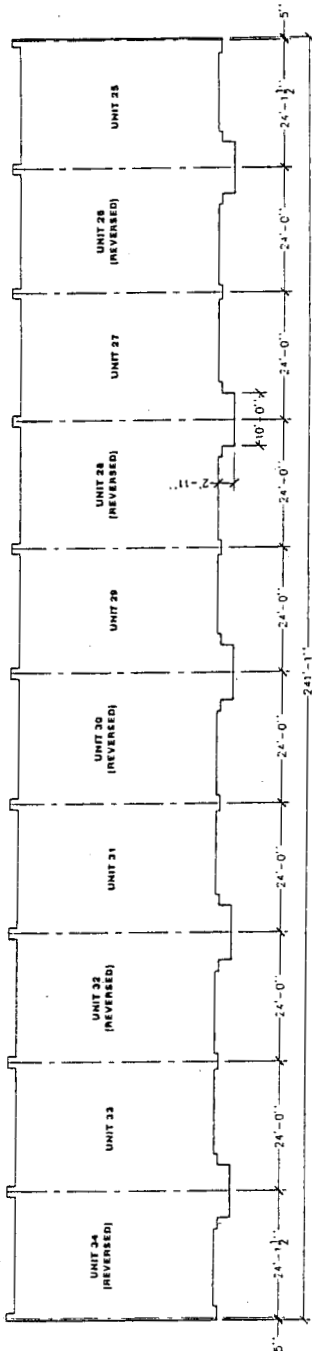 UNIT 34
(REVERSED)
UNIT 33
UNIT 32
(REVERSED)
UNIT 31
UNIT 30
(REVERSED)
UNIT 29
UNIT 28
(REVERSED)
UNIT 27
UNIT 26
(REVERSED)
UNIT 25
2'-11''
10'-0''
5''
24'-1½''
24'-0''
24'-0''
24'-0''
24'-0''
24'-0''
24'-0''
24'-0''
24'-0''
24'-1½''
5''
241'-1''